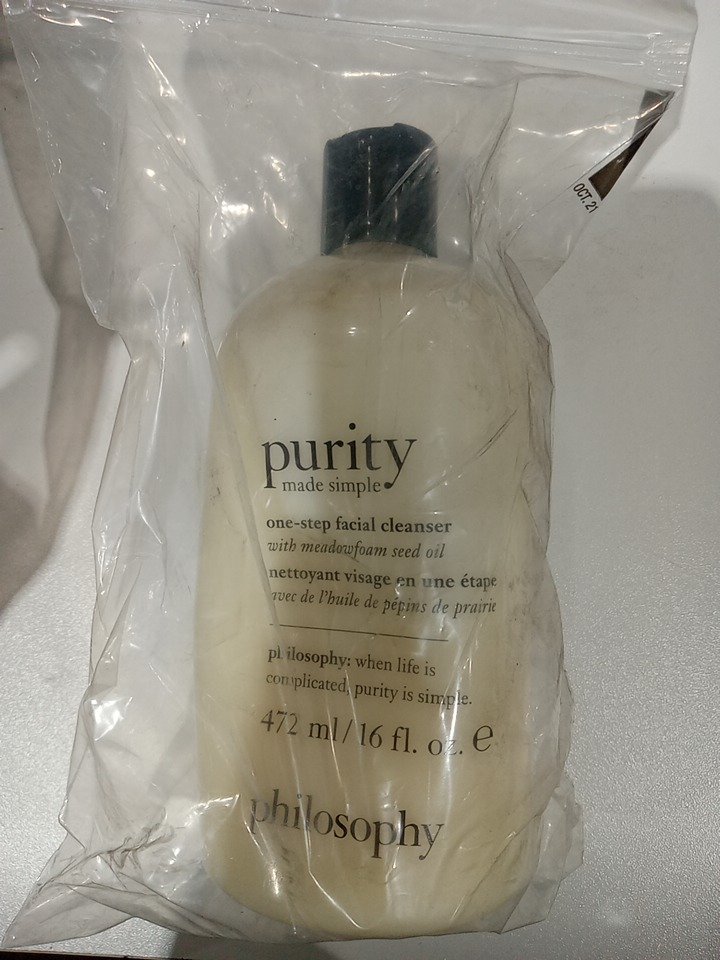 OCT. 21
purity
made simple
one-step facial cleanser
with meadowfoam seed oil
nettoyant visage en une étape
avec de l'huile de pépins de prairie
philosophy: when life is
complicated, purity is simple.
472 ml/16 fl. oz. e
philosophy